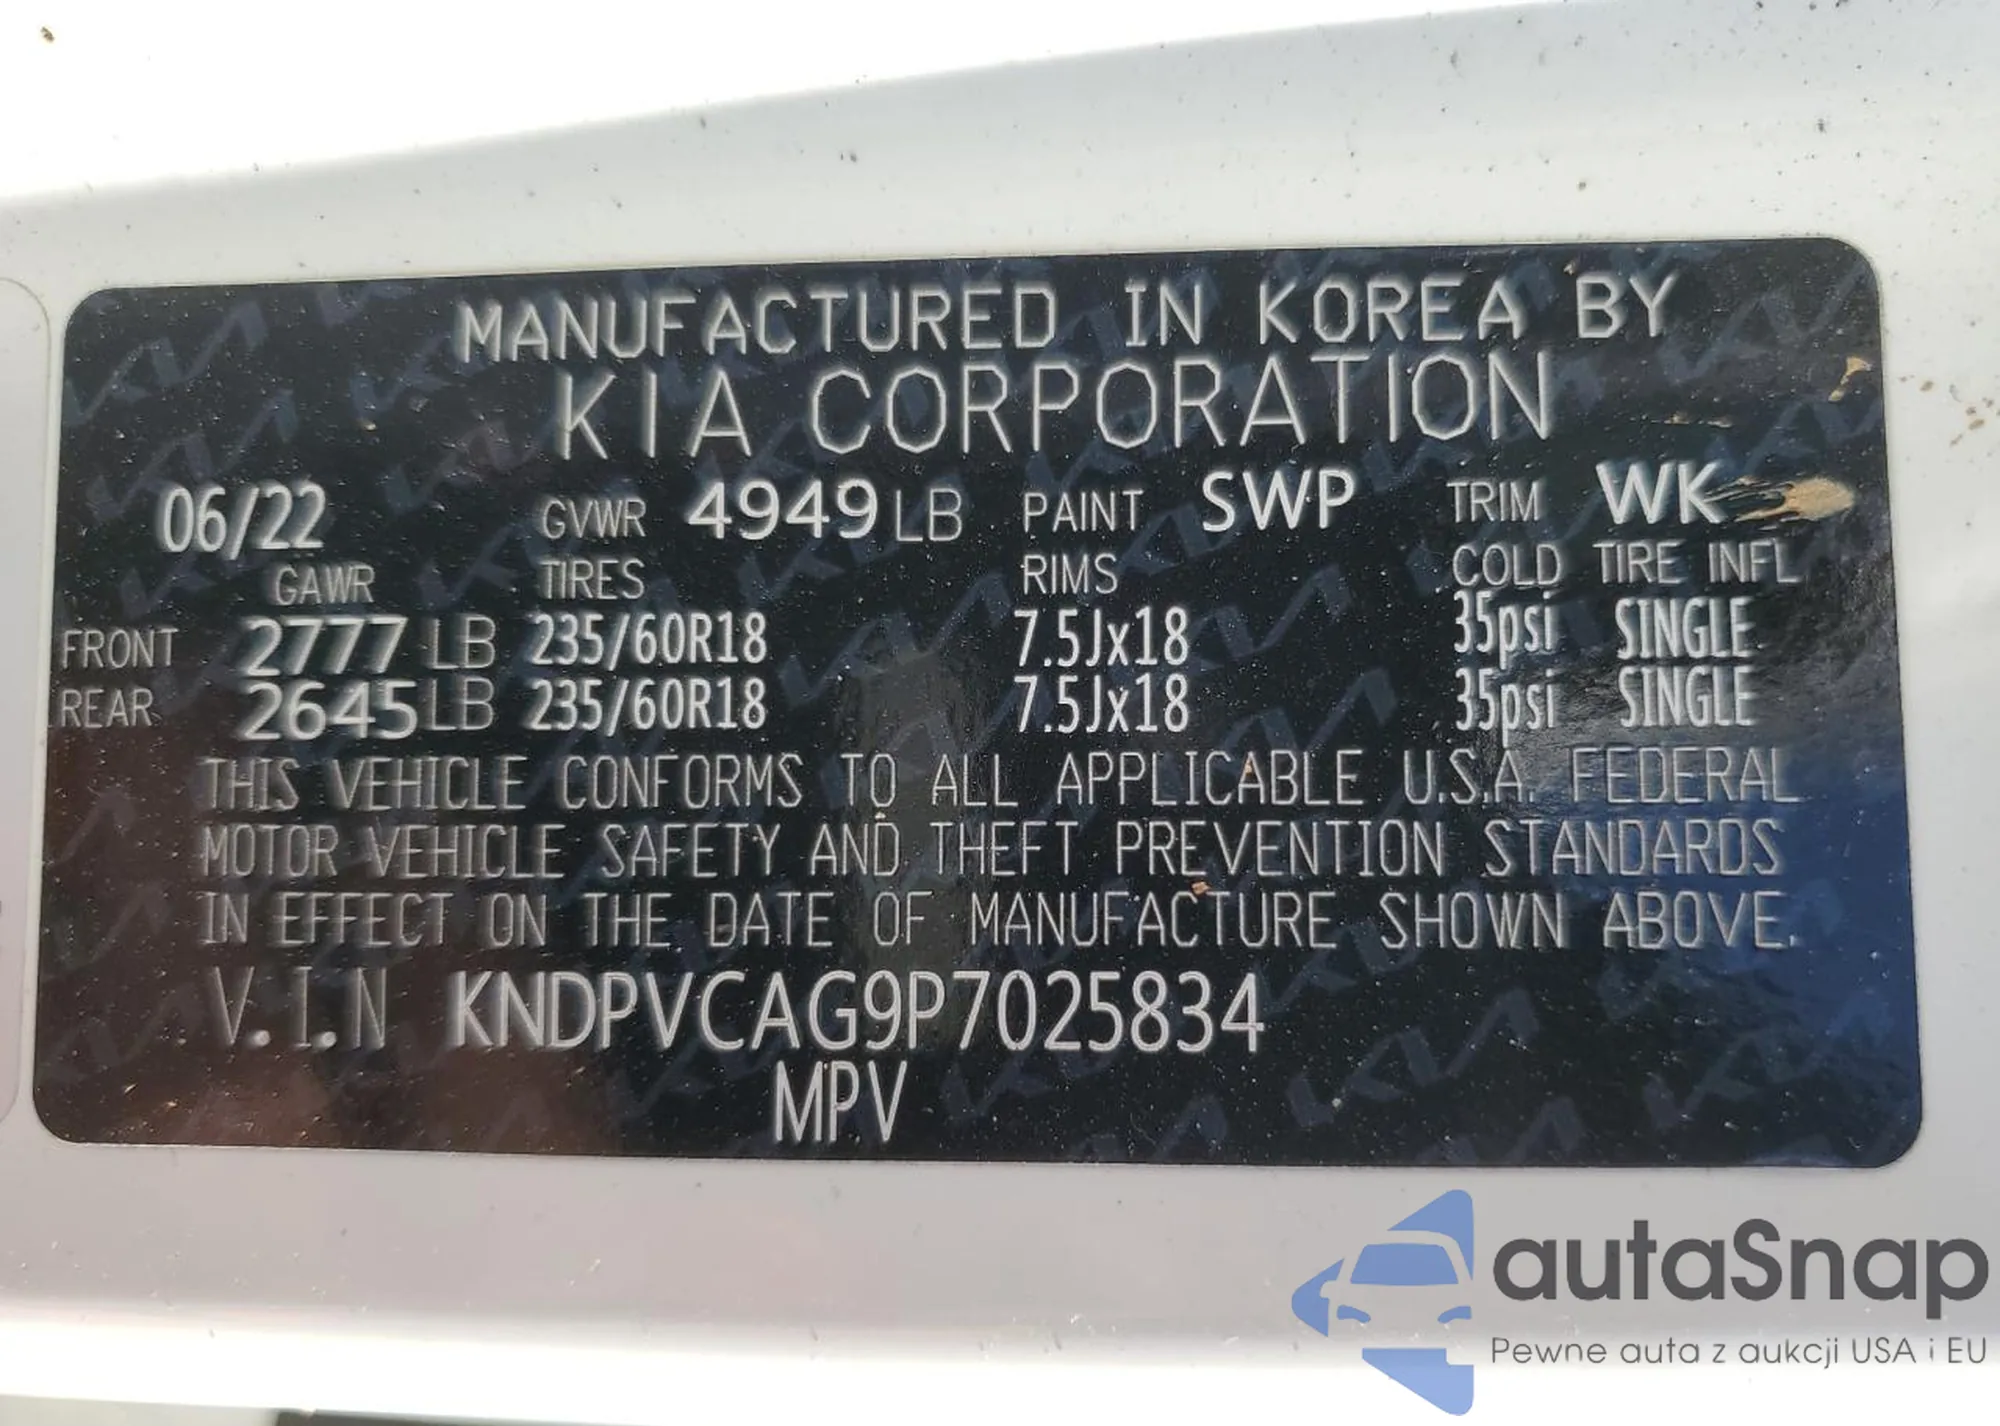 MANUFACTURED IN KOREA BY
KIA CORPORATION
06/22 GVWR 4949 LB PAINT SWP TRIM WK
GAWR TIRES RIMS COLD TIRE INFL
FRONT 2777 LB 235/60R18 7.5Jx18 35psi SINGLE
REAR 2645 LB 235/60R18 7.5Jx18 35psi SINGLE
THIS VEHICLE CONFORMS TO ALL APPLICABLE U.S.A. FEDERAL
MOTOR VEHICLE SAFETY AND THEFT PREVENTION STANDARDS
IN EFFECT ON THE DATE OF MANUFACTURE SHOWN ABOVE.
V.I.N KNDPVCAG9P7025834
MPV
autaSnap
Pewne auta z aukcji USA i EU